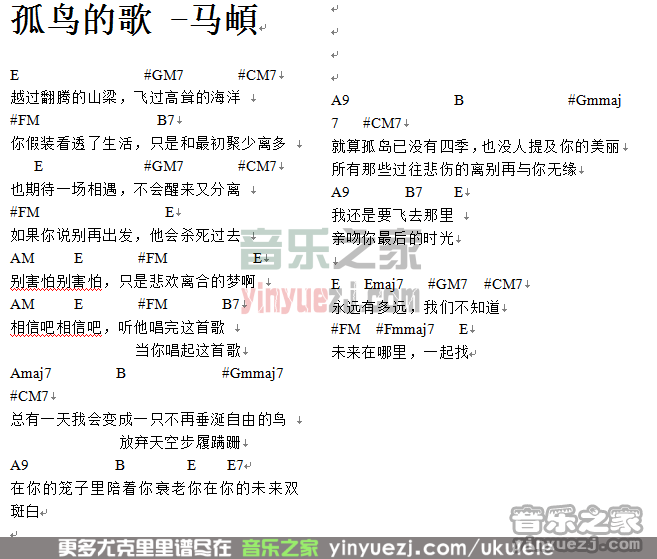 孤鸟的歌 -马頔
E #GM7 #CM7
越过翻腾的山梁，飞过高耸的海洋
#FM B7
你假装看透了生活，只是和最初聚少离多
E #GM7 #CM7
也期待一场相遇，不会醒来又分离
#FM E
如果你说别再出发，他会杀死过去
AM E #FM E
别害怕别害怕，只是悲欢离合的梦啊
AM E #FM B7
相信吧相信吧，听他唱完这首歌
当你唱起这首歌
Amaj7 B #Gmmaj7
#CM7
总有一天我会变成一只不再垂涎自由的鸟
放弃天空步履蹒跚
A9 B E E7
在你的笼子里陪着你衰老你在你的未来双
斑白
A9 B #Gmmaj
7 #CM7
就算孤岛已没有四季，也没人提及你的美丽
所有那些过往悲伤的离别再与你无缘
A9 B7 E
我还是要飞去那里
亲吻你最后的时光
E Emaj7 #GM7 #CM7
永远有多远，我们不知道
#FM #Fmmaj7 E
未来在哪里，一起找
音乐之家
yinyuezj.com
音乐之家
yinyuezj.com
更多尤克里里谱尽在 音乐之家 yinyuezj.com/ukulele